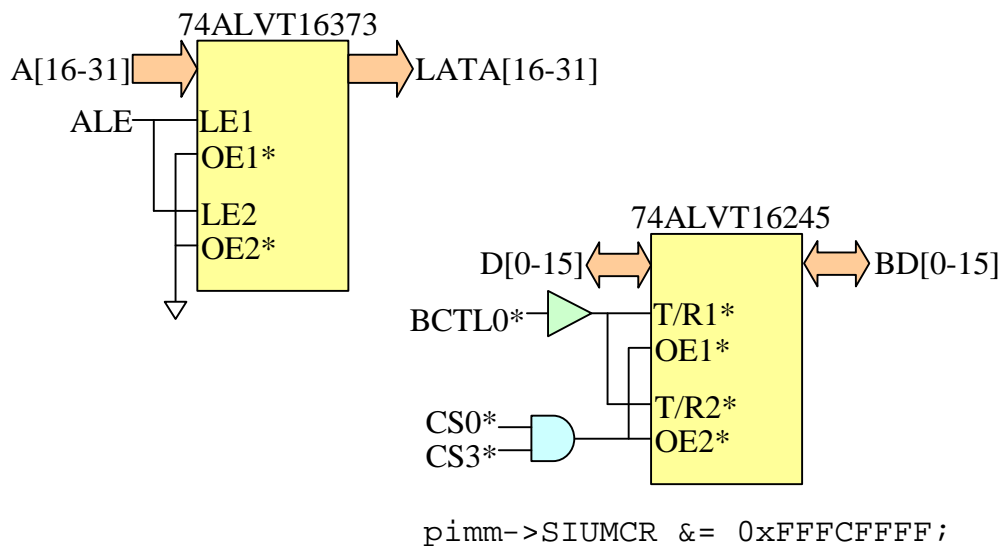 74ALVT16373
A[16-31]
LATA[16-31]
ALE
LE1
OE1*
LE2
OE2*
74ALVT16245
D[0-15]
BD[0-15]
BCTL0*
T/R1*
OE1*
T/R2*
CS0*
OE2*
CS3*
pimm->SIUMCR &= 0xFFFCFFFF;